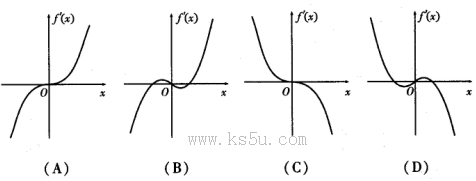 f′(x) f′(x) f′(x) f′(x)
O x O x O x O x
www.ks5u.com
(A) (B) (C) (D)